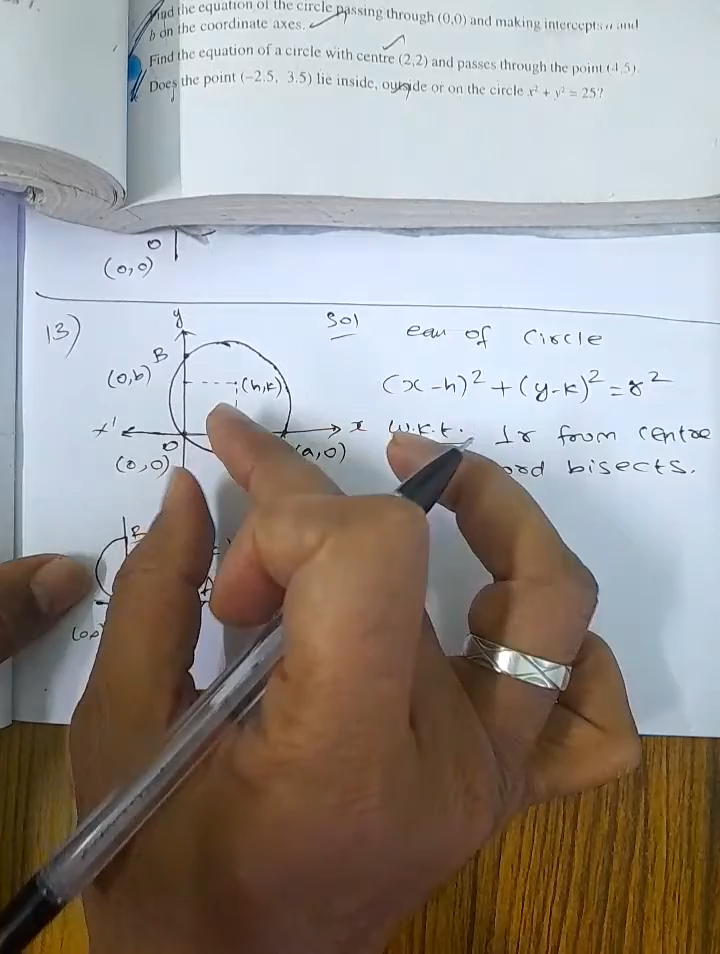 Find the equation of the circle passing through (0,0) and making intercepts a and
b on the coordinate axes.
Find the equation of a circle with centre (2,2) and passes through the point (4,5).
Does the point (−2.5, 3.5) lie inside, outside or on the circle x² + y² = 25?
0
(0,0)
13)
y
Sol
eqn of Circle
B
(0,b)
(h,k)
(x-h)²+(y-k)²=r²
x'
x
W.K.T. ⊥r from centre
0
(0,0)
(a,0)
bisects.
B